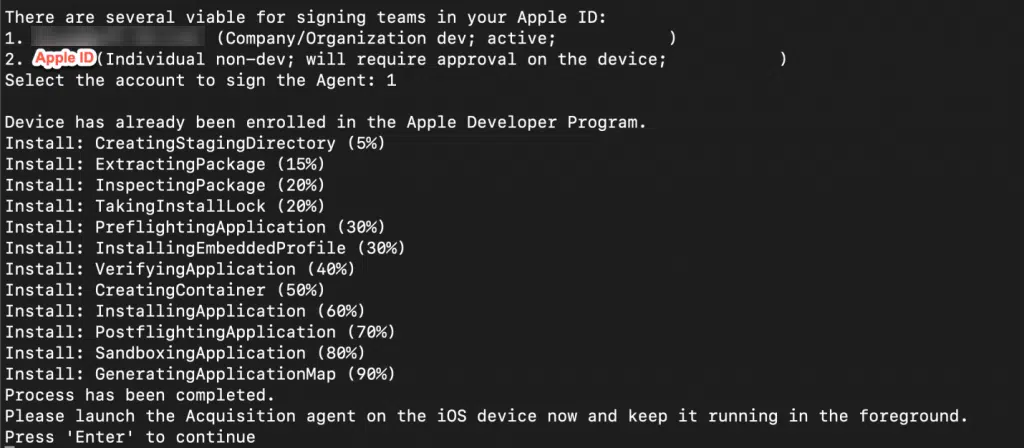 There are several viable for signing teams in your Apple ID:
1. (Company/Organization dev; active; )
2. Apple ID (Individual non-dev; will require approval on the device; )
Select the account to sign the Agent: 1
Device has already been enrolled in the Apple Developer Program.
Install: CreatingStagingDirectory (5%)
Install: ExtractingPackage (15%)
Install: InspectingPackage (20%)
Install: TakingInstallLock (20%)
Install: PreflightingApplication (30%)
Install: InstallingEmbeddedProfile (30%)
Install: VerifyingApplication (40%)
Install: CreatingContainer (50%)
Install: InstallingApplication (60%)
Install: PostflightingApplication (70%)
Install: SandboxingApplication (80%)
Install: GeneratingApplicationMap (90%)
Process has been completed.
Please launch the Acquisition agent on the iOS device now and keep it running in the foreground.
Press 'Enter' to continue